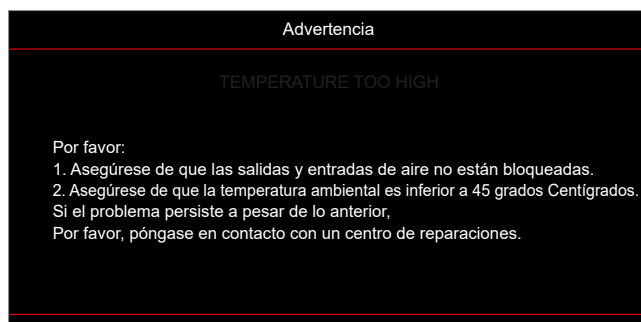 Advertencia
TEMPERATURE TOO HIGH
Por favor:
1. Asegúrese de que las salidas y entradas de aire no están bloqueadas.
2. Asegúrese de que la temperatura ambiental es inferior a 45 grados Centígrados.
Si el problema persiste a pesar de lo anterior,
Por favor, póngase en contacto con un centro de reparaciones.